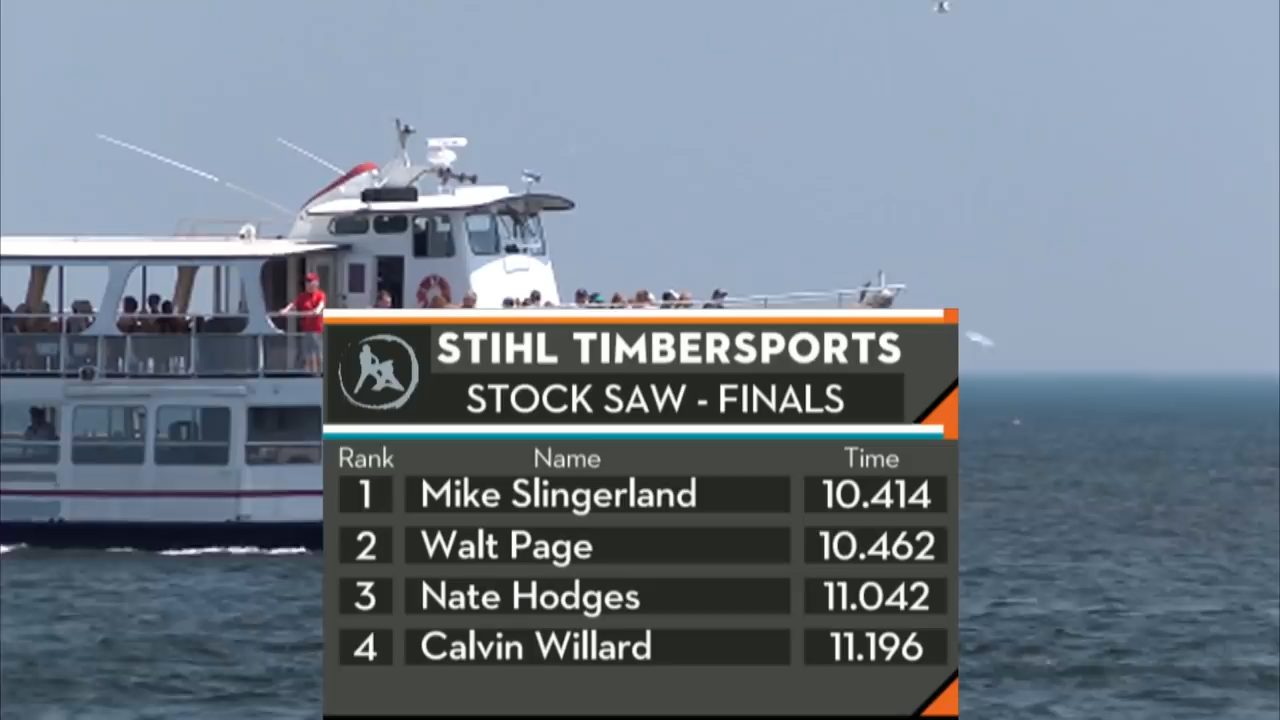 STIHL TIMBERSPORTS
STOCK SAW - FINALS
Rank Name Time
1 Mike Slingerland 10.414
2 Walt Page 10.462
3 Nate Hodges 11.042
4 Calvin Willard 11.196